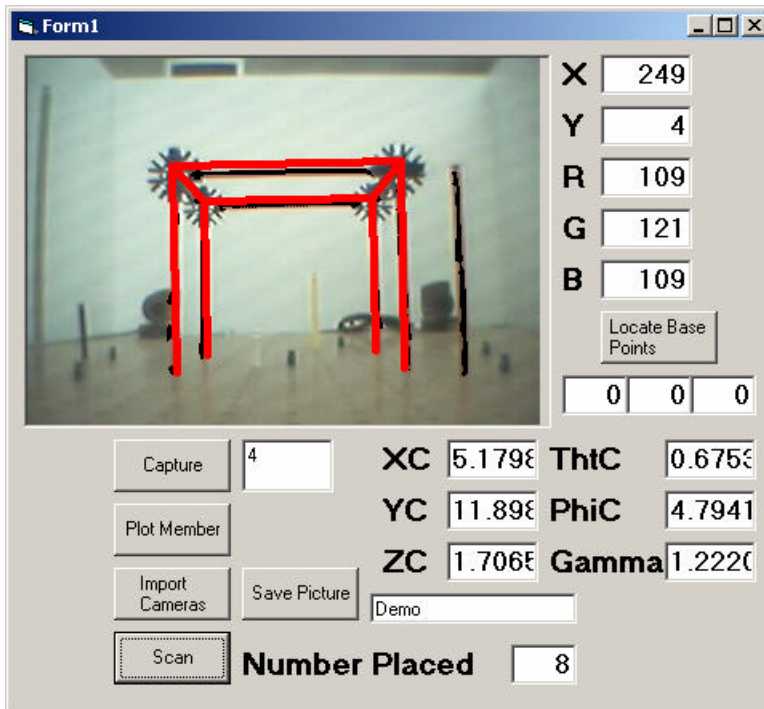 Form1
X 249
Y 4
R 109
G 121
B 109
Locate Base
Points
0 0 0
Capture 4 XC 5.1798 ThtC 0.6753
Plot Member YC 11.898 PhiC 4.7941
ZC 1.7065 Gamma 1.2220
Import
Cameras
Save Picture
Demo
Scan Number Placed 8